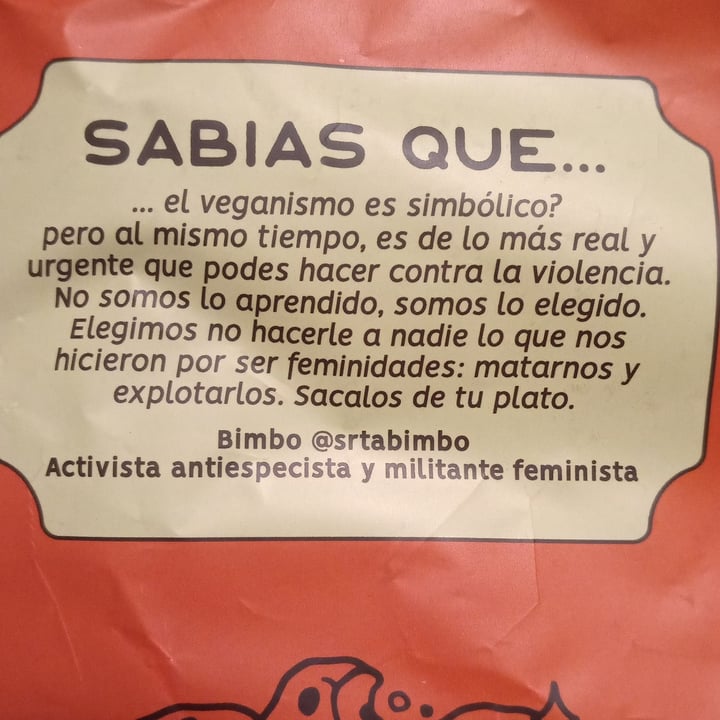 SABIAS QUE...
... el veganismo es simbólico?
pero al mismo tiempo, es de lo más real y
urgente que podes hacer contra la violencia.
No somos lo aprendido, somos lo elegido.
Elegimos no hacerle a nadie lo que nos
hicieron por ser feminidades: matarnos y
explotarlos. Sacalos de tu plato.
Bimbo @srtabimbo
Activista antiespecista y militante feminista